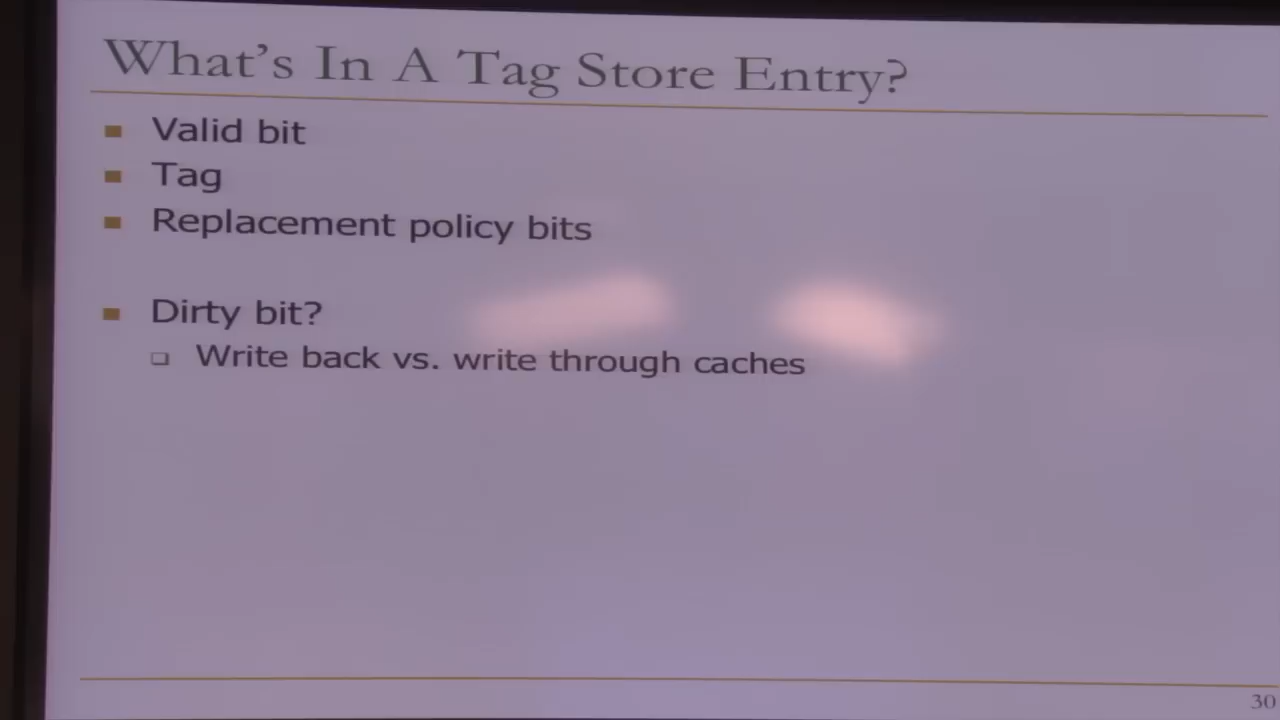 What's In A Tag Store Entry?
Valid bit
Tag
Replacement policy bits
Dirty bit?
Write back vs. write through caches
30